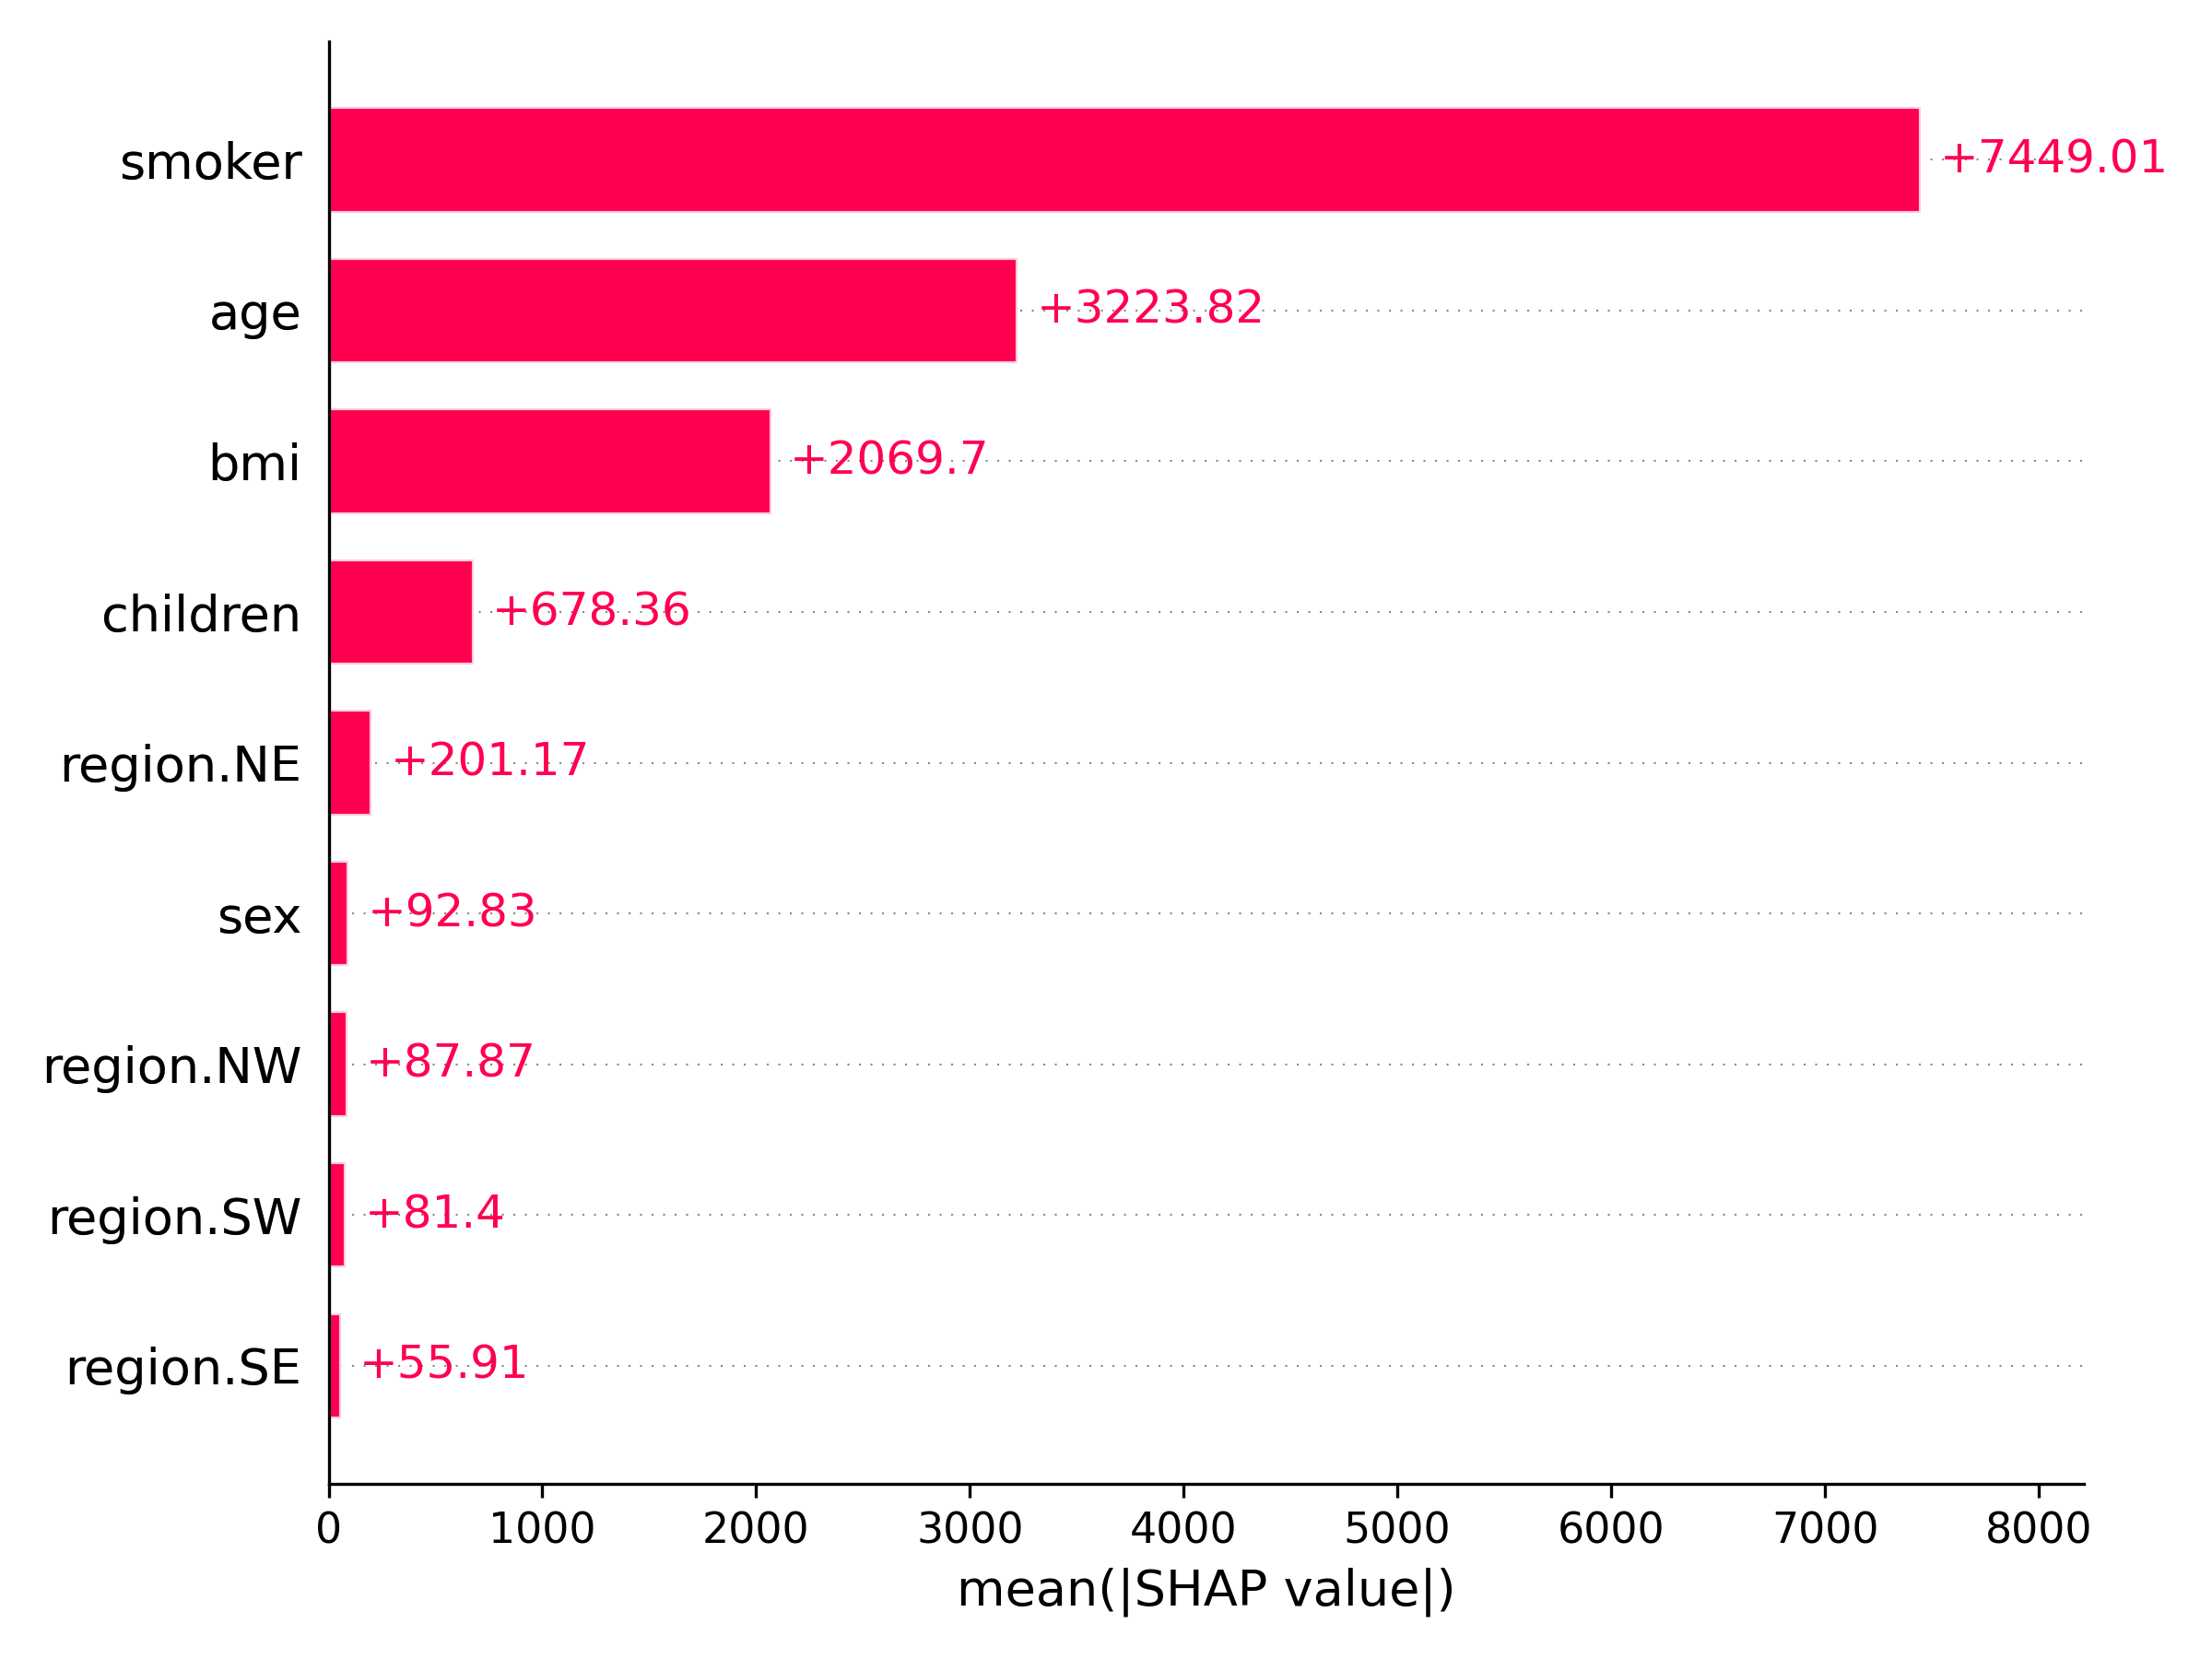 smoker +7449.01
age +3223.82
bmi +2069.7
children +678.36
region.NE +201.17
sex +92.83
region.NW +87.87
region.SW +81.4
region.SE +55.91
0 1000 2000 3000 4000 5000 6000 7000 8000
mean(|SHAP value|)